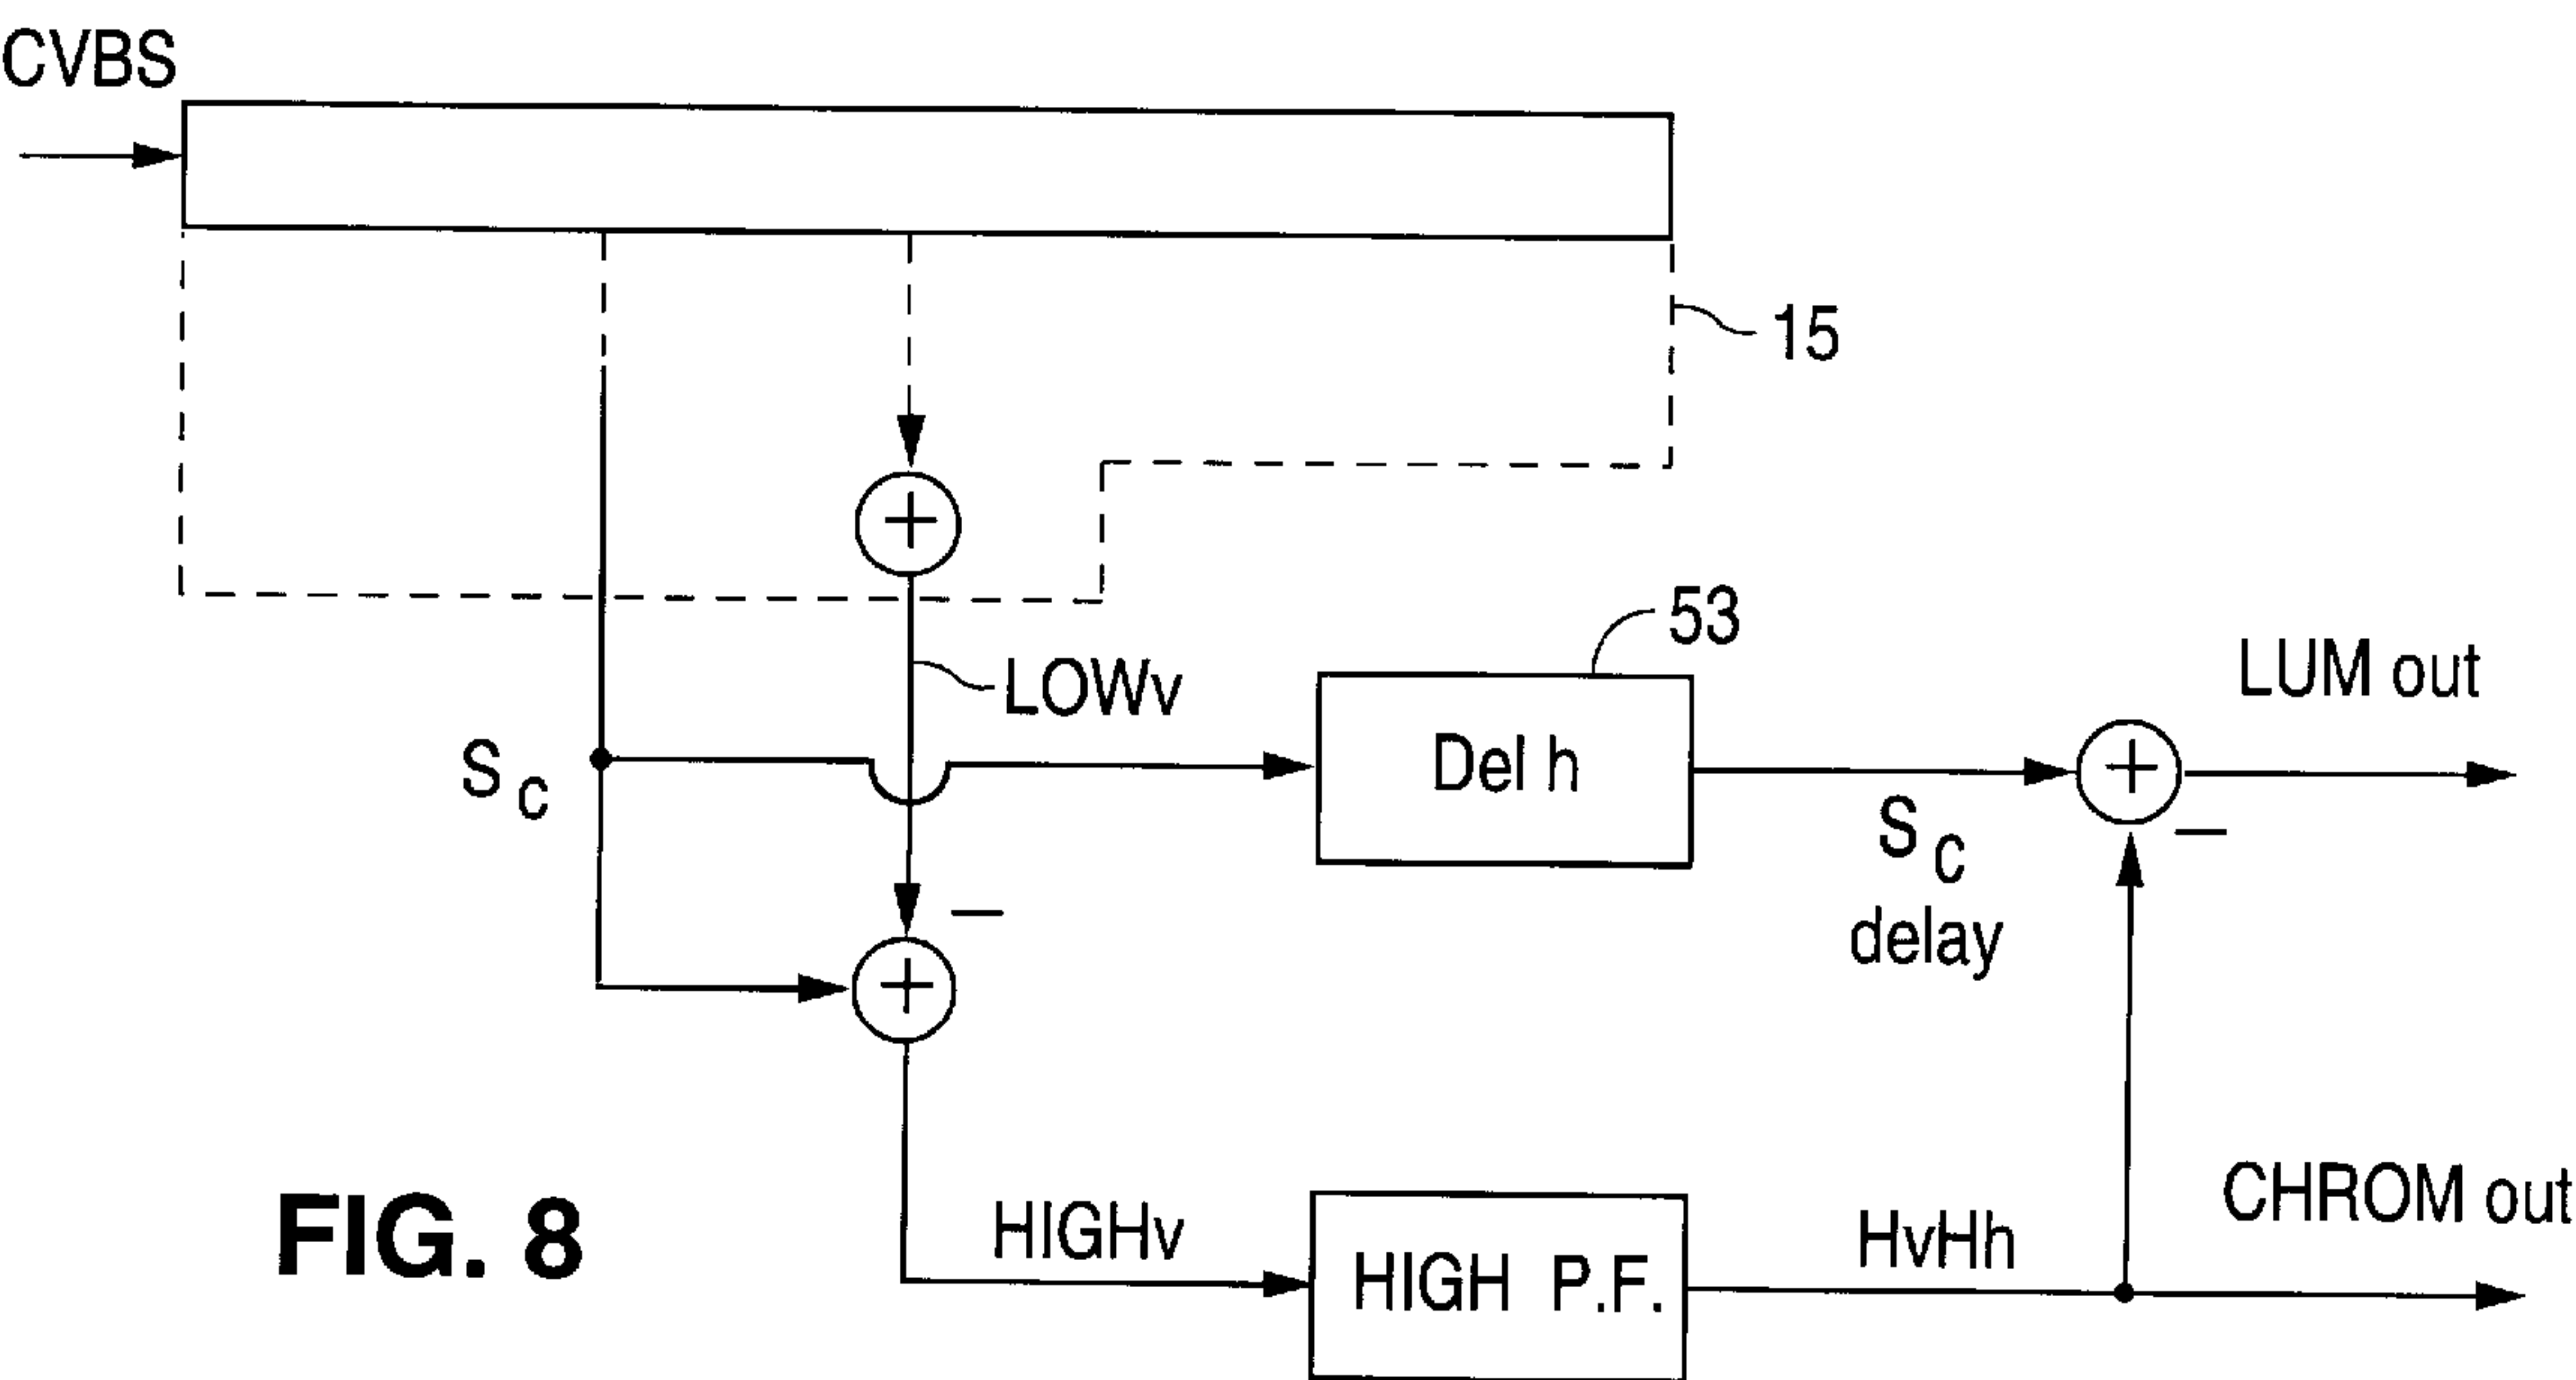 CVBS
15
+
53
LOWv
LUM out
Sc
Del h
+
−
Sc
delay
−
+
HIGHv
HIGH P.F.
HvHh
CHROM out
FIG. 8